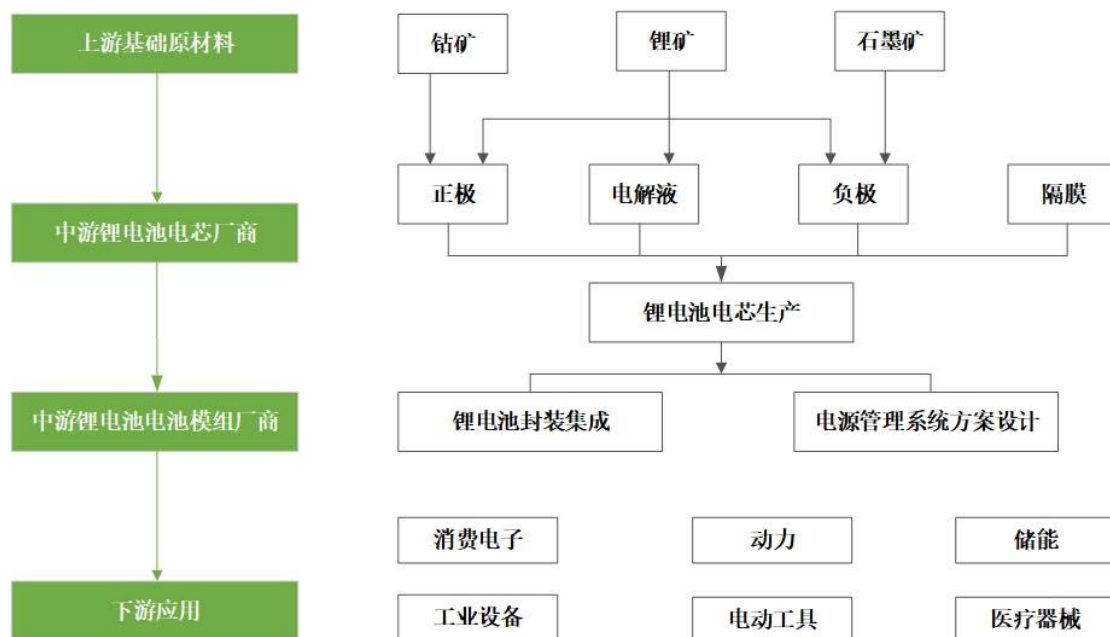 上游基础原材料
钴矿
锂矿
石墨矿
正极
电解液
负极
隔膜
中游锂电池电芯厂商
锂电池电芯生产
中游锂电池电池模组厂商
锂电池封装集成
电源管理系统方案设计
消费电子
动力
储能
下游应用
工业设备
电动工具
医疗器械